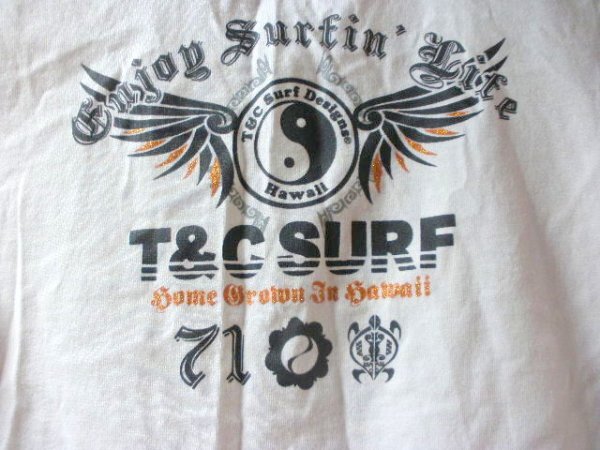 Enjoy Surfin' Life
T&C Surf Designs®
Hawaii
T&C SURF
Home Grown In Hawaii
71